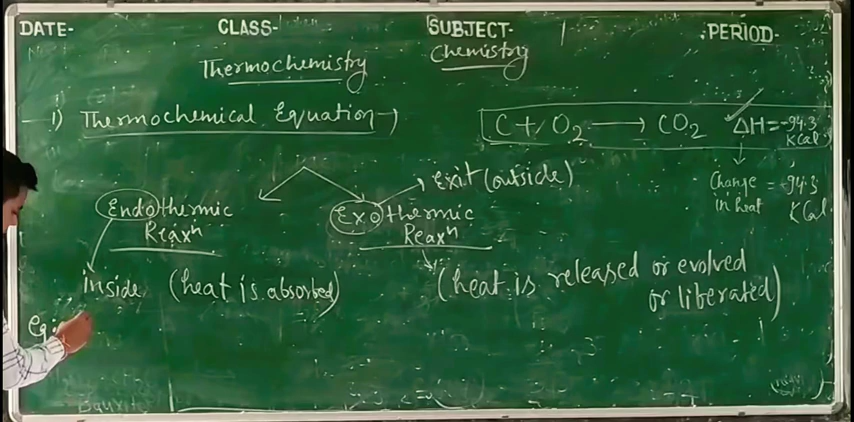 DATE- CLASS- SUBJECT- PERIOD-
Chemistry
Thermochemistry
1) Thermochemical Equation →
C + O2 → CO2 ΔH = -94.3 KCal
Change in heat = -94.3 KCal
Endothermic Reaxn
Exothermic Reaxn
Exit (outside)
inside (heat is absorbed)
(heat is released or evolved
or liberated)
Eg: